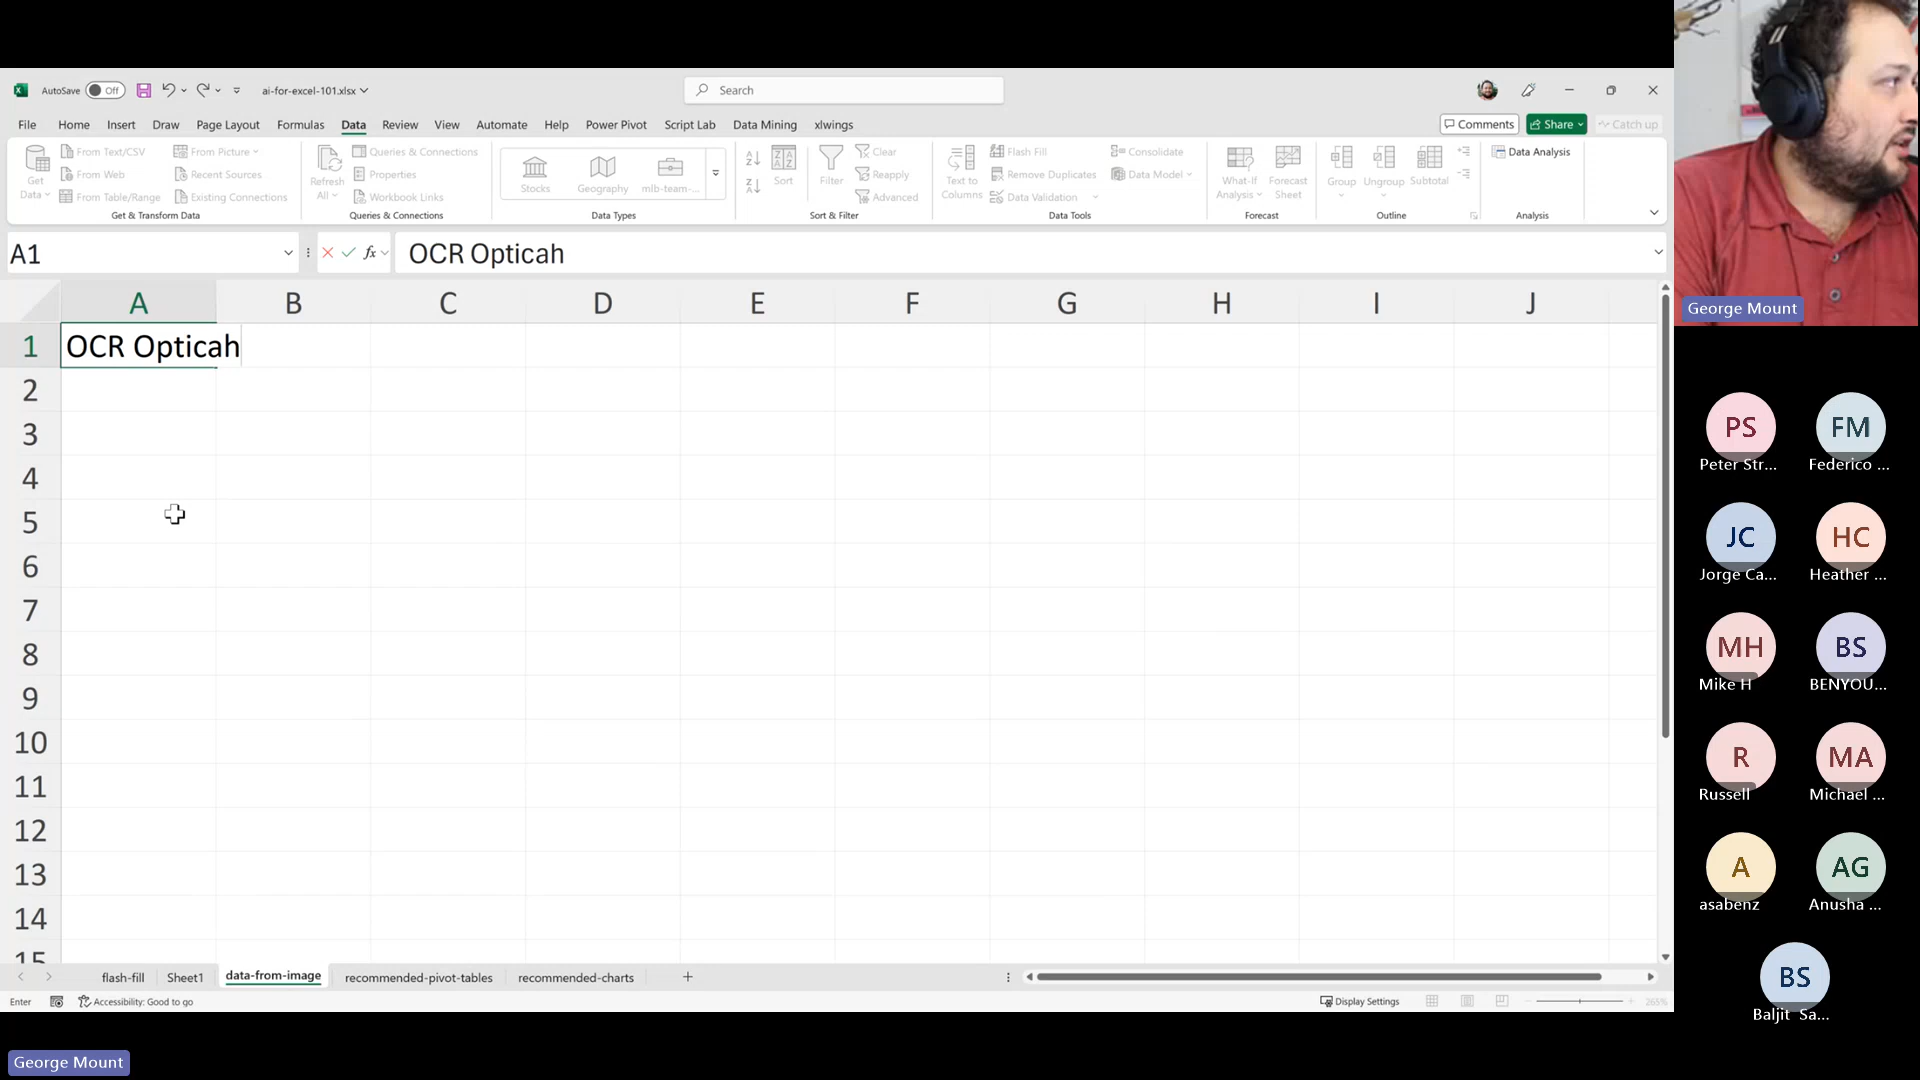 AutoSave Off ai-for-excel-101.xlsx Search
File Home Insert Draw Page Layout Formulas Data Review View Automate Help Power Pivot Script Lab Data Mining xlwings Comments Share Catch up
Get Data From Text/CSV From Web From Table/Range From Picture Recent Sources Existing Connections
Get & Transform Data
Refresh All Queries & Connections Properties Workbook Links
Queries & Connections
Stocks Geography mlb-team-...
Data Types
Sort Filter Clear Reapply Advanced
Sort & Filter
Text to Columns Flash Fill Remove Duplicates Data Validation Consolidate Data Model
Data Tools
What-If Analysis Forecast Sheet
Forecast
Group Ungroup Subtotal
Outline
Data Analysis
Analysis
A1 fx OCR Opticah
A B C D E F G H I J
1 OCR Opticah
2
3
4
5
6
7
8
9
10
11
12
13
14
15
flash-fill Sheet1 data-from-image recommended-pivot-tables recommended-charts
Enter Accessibility: Good to go Display Settings 265%
George Mount
George Mount
PS FM
Peter Str... Federico ...
JC HC
Jorge Ca... Heather ...
MH BS
Mike H BENYOU...
R MA
Russell Michael ...
A AG
asabenz Anusha ...
BS
Baljit Sa...